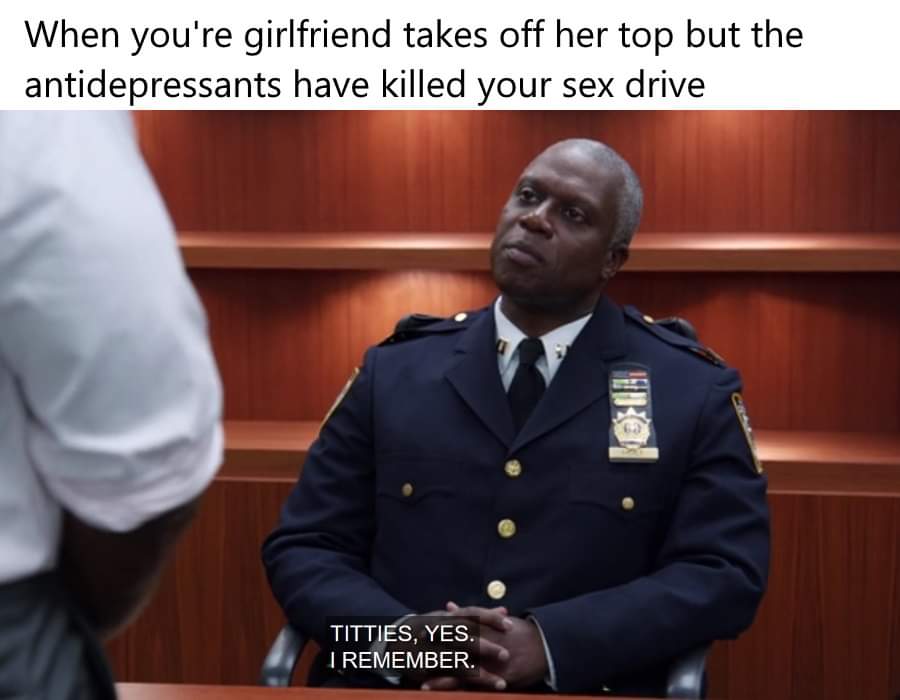 When you're girlfriend takes off her top but the
antidepressants have killed your sex drive
TITTIES, YES.
I REMEMBER.